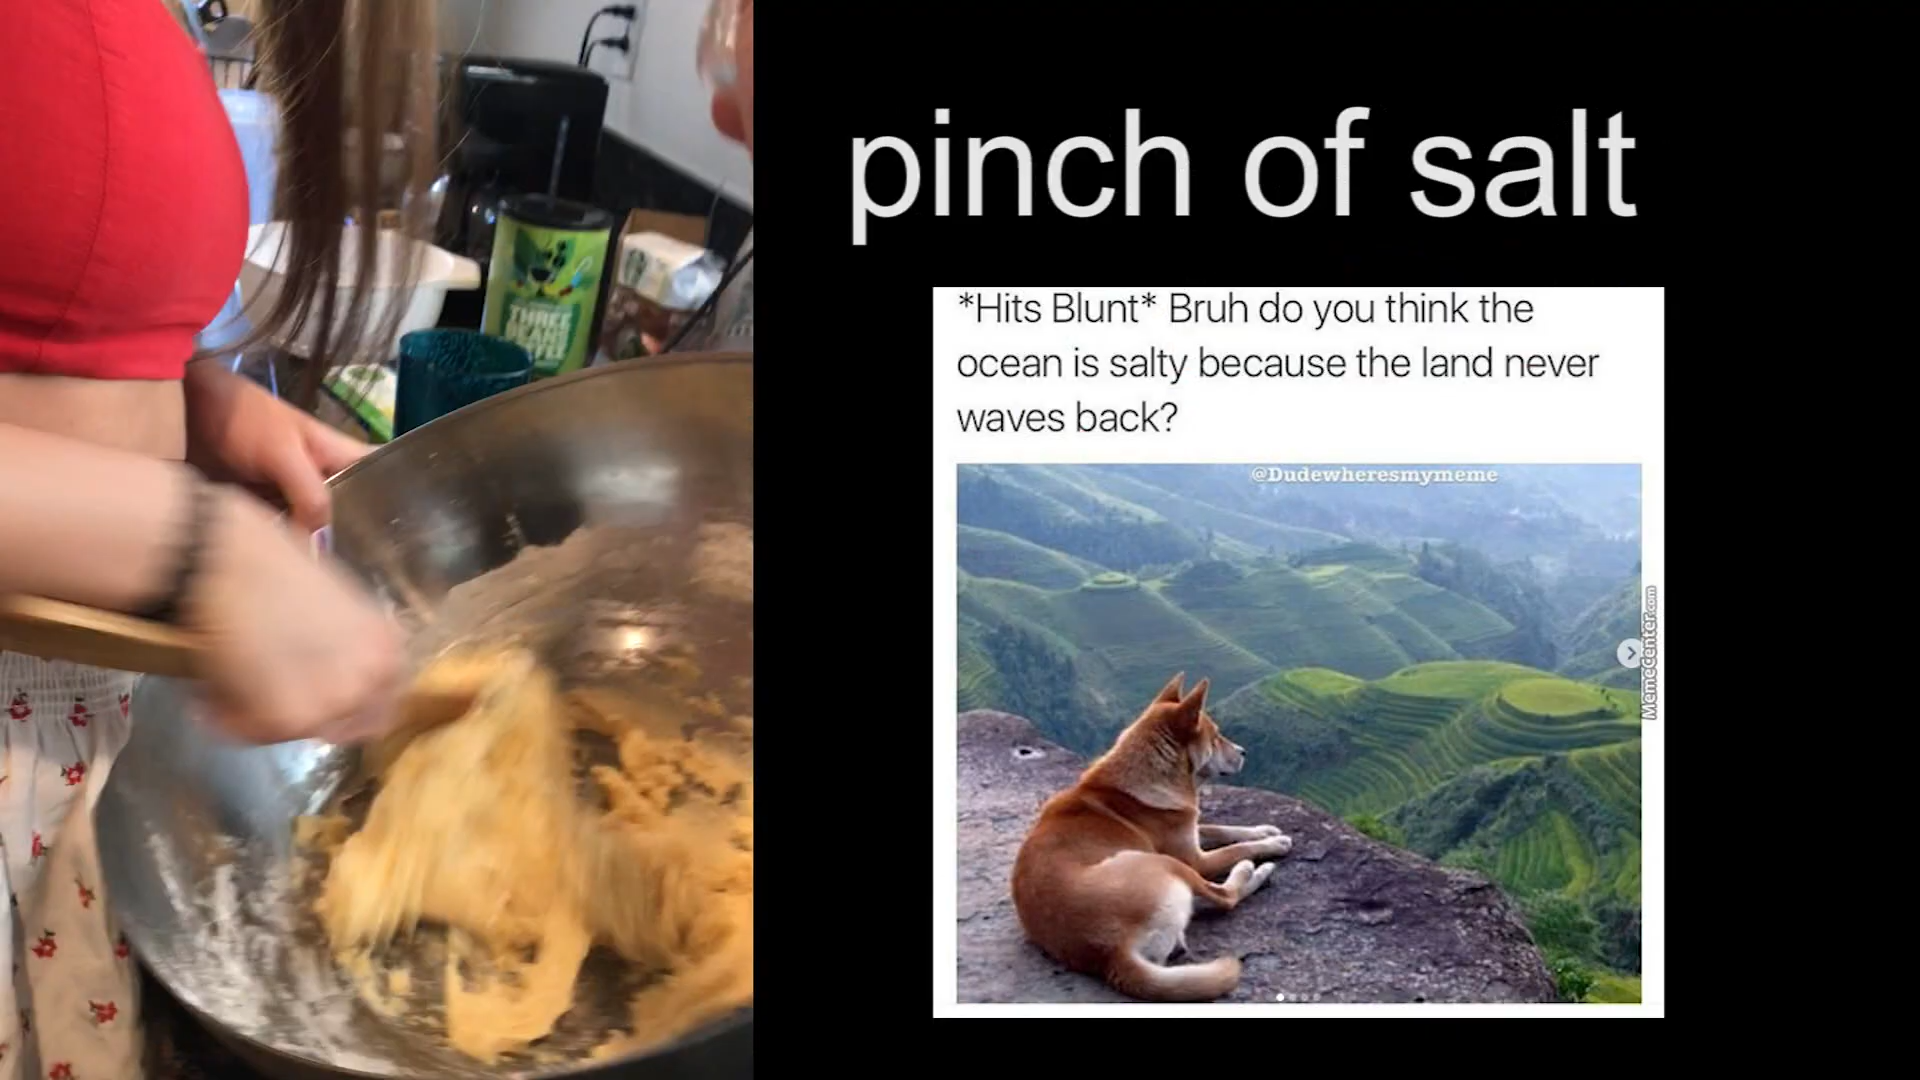 pinch of salt
*Hits Blunt* Bruh do you think the
ocean is salty because the land never
waves back?
@Dudewheresmymeme
MemeCenter.com
THREE